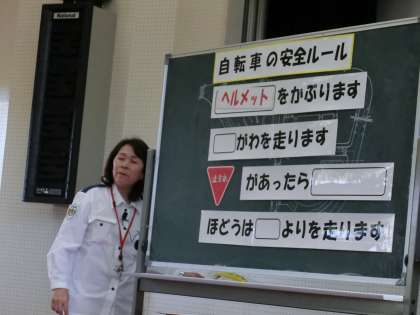 National
自転車の安全ルール
ヘルメットをかぶります
がわを走ります
止まれ
があったら
ほどうは よりを走ります